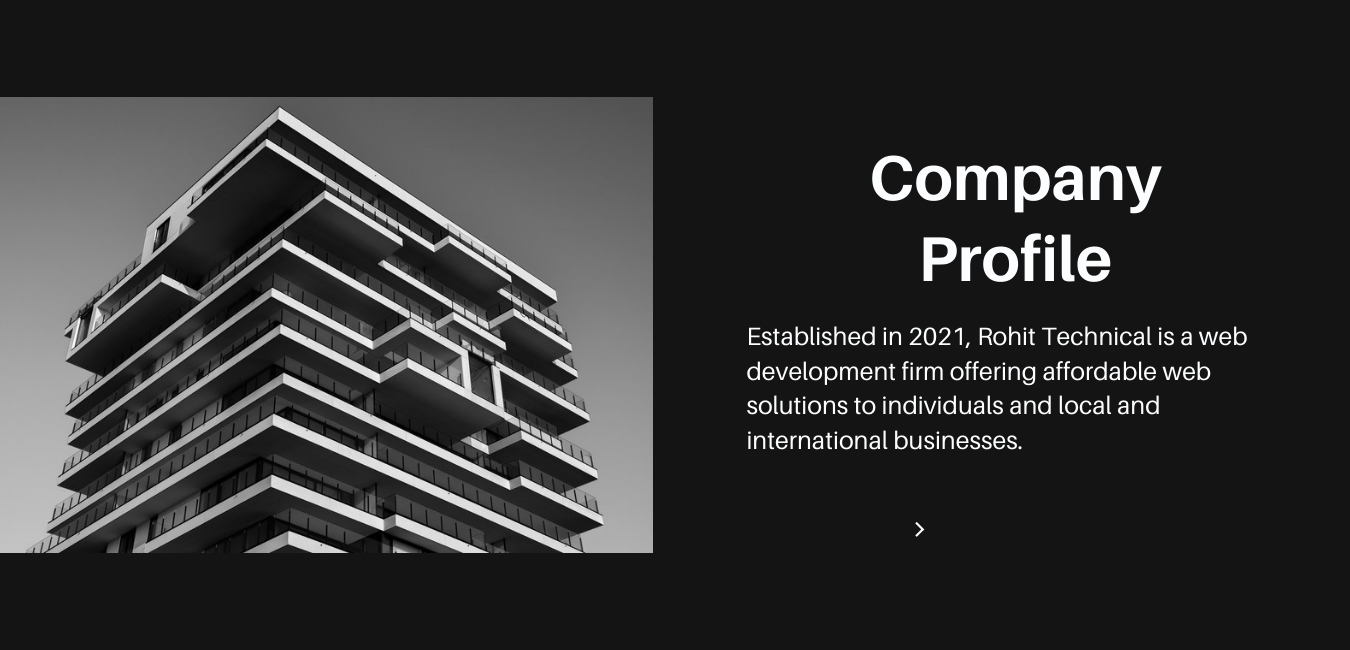 Company
Profile
Established in 2021, Rohit Technical is a web
development firm offering affordable web
solutions to individuals and local and
international businesses.